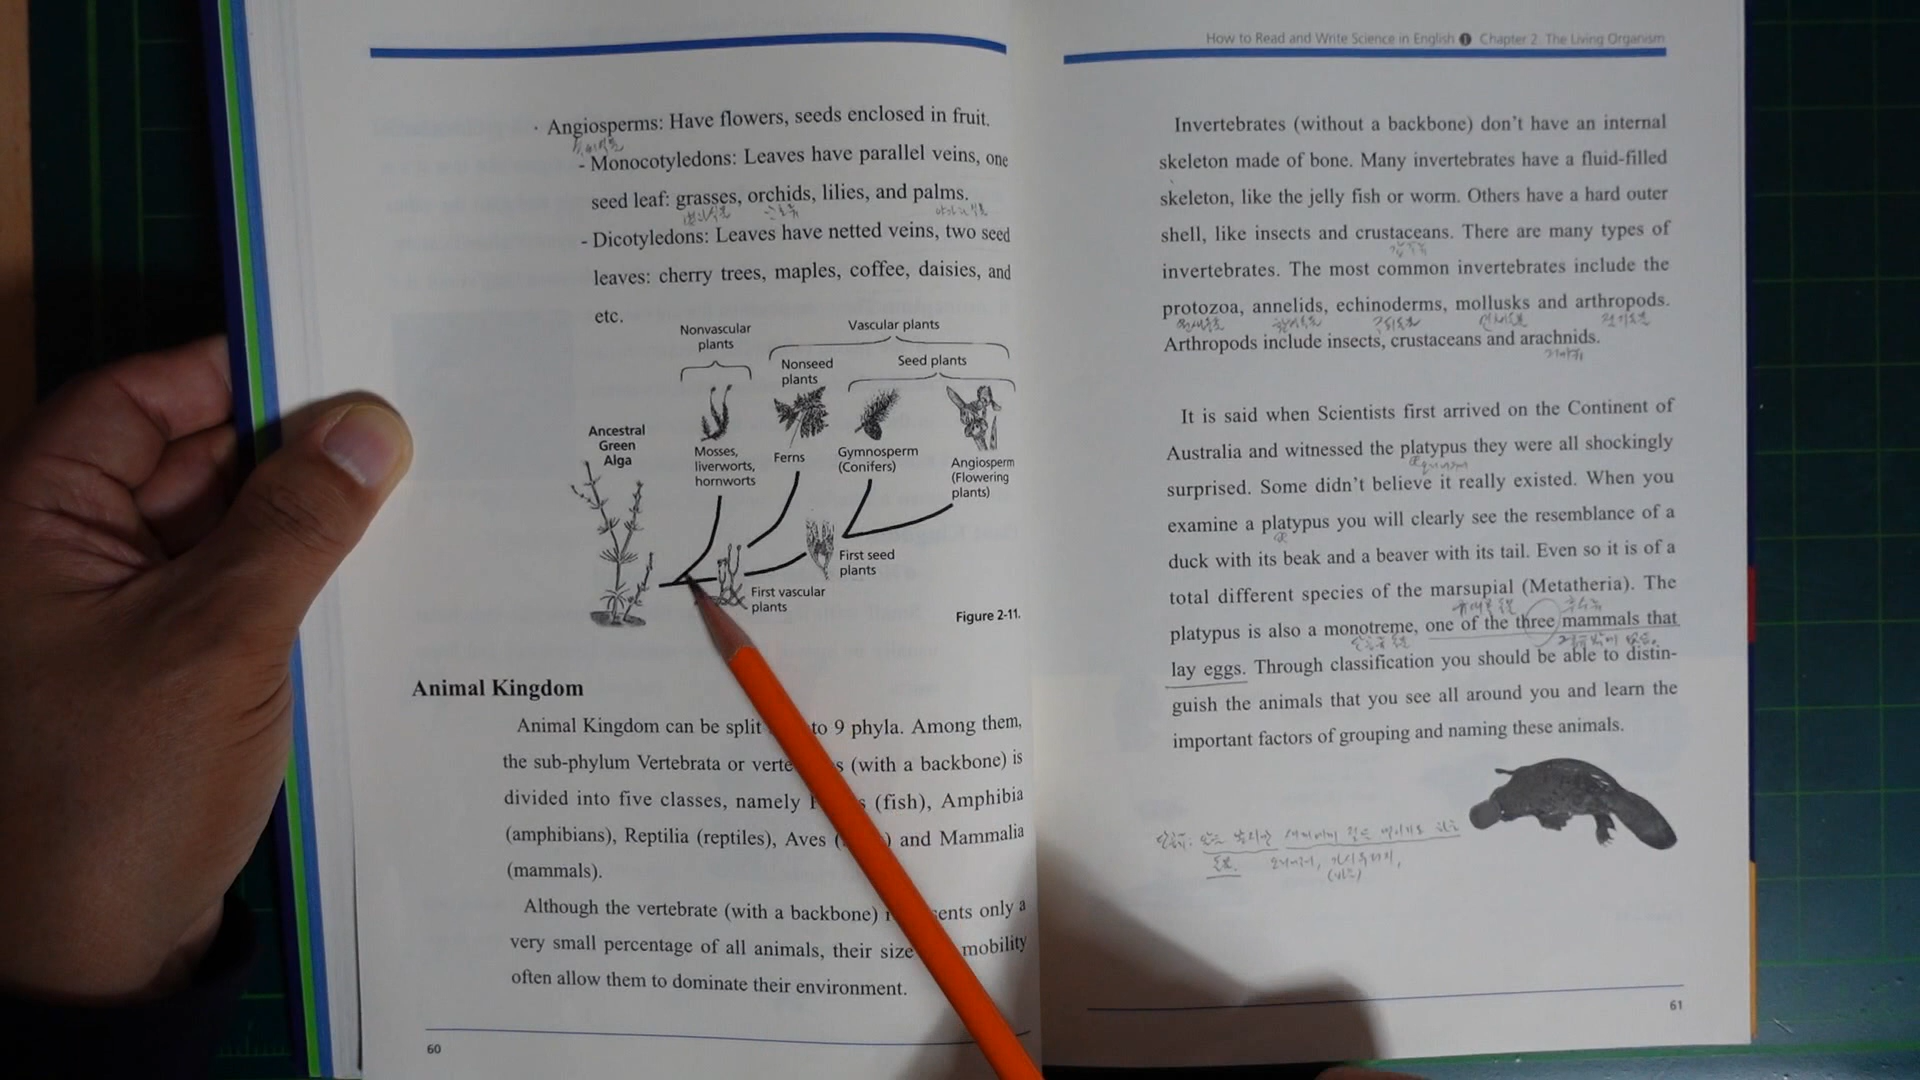 · Angiosperms: Have flowers, seeds enclosed in fruit.
- Monocotyledons: Leaves have parallel veins, one
seed leaf: grasses, orchids, lilies, and palms.
- Dicotyledons: Leaves have netted veins, two seed
leaves: cherry trees, maples, coffee, daisies, and
etc.
Nonvascular
plants
Vascular plants
Nonseed
plants
Seed plants
Ancestral
Green
Alga
Mosses,
liverworts,
hornworts
Ferns
Gymnosperm
(Conifers)
Angiosperm
(Flowering
plants)
First seed
plants
First vascular
plants
Figure 2-11.
Animal Kingdom
Animal Kingdom can be split to 9 phyla. Among them,
the sub-phylum Vertebrata or (with a backbone) is
divided into five classes, namely (fish), Amphibia
(amphibians), Reptilia (reptiles), Aves and Mammalia
(mammals).
Although the vertebrate (with a backbone) only a
very small percentage of all animals, their size mobility
often allow them to dominate their environment.
60
How to Read and Write Science in English ❶ Chapter 2. The Living Organism
Invertebrates (without a backbone) don't have an internal
skeleton made of bone. Many invertebrates have a fluid-filled
skeleton, like the jelly fish or worm. Others have a hard outer
shell, like insects and crustaceans. There are many types of
invertebrates. The most common invertebrates include the
protozoa, annelids, echinoderms, mollusks and arthropods.
Arthropods include insects, crustaceans and arachnids.
It is said when Scientists first arrived on the Continent of
Australia and witnessed the platypus they were all shockingly
surprised. Some didn't believe it really existed. When you
examine a platypus you will clearly see the resemblance of a
duck with its beak and a beaver with its tail. Even so it is of a
total different species of the marsupial (Metatheria). The
platypus is also a monotreme, one of the three mammals that
lay eggs. Through classification you should be able to distin-
guish the animals that you see all around you and learn the
important factors of grouping and naming these animals.
61